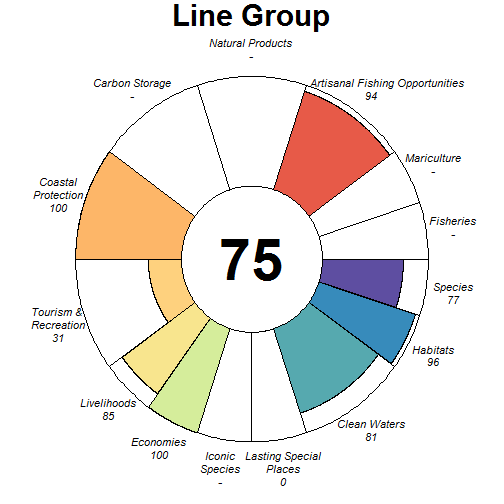 Line Group
Natural Products
-
Carbon Storage
-
Artisanal Fishing Opportunities
94
Mariculture
-
Coastal
Protection
100
Fisheries
-
75
Species
77
Tourism &
Recreation
31
Habitats
96
Livelihoods
85
Clean Waters
81
Economies
100
Iconic
Species
-
Lasting Special
Places
0